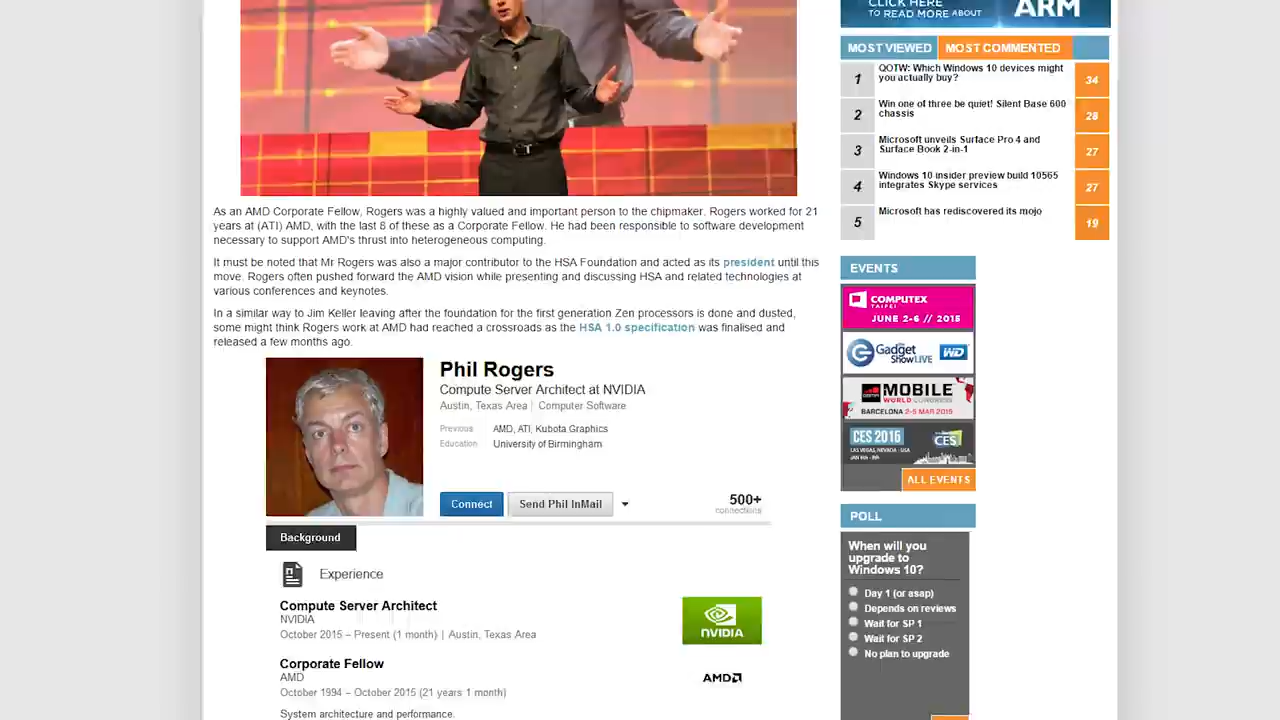 CLICK HERE
TO READ MORE ABOUT
ARM
MOST VIEWED
MOST COMMENTED
1
QOTW: Which Windows 10 devices might
you actually buy?
34
2
Win one of three be quiet! Silent Base 600
chassis
28
3
Microsoft unveils Surface Pro 4 and
Surface Book 2-in-1
27
4
Windows 10 insider preview build 10565
integrates Skype services
27
5
Microsoft has rediscovered its mojo
19
As an AMD Corporate Fellow, Rogers was a highly valued and important person to the chipmaker. Rogers worked for 21
years at (ATI) AMD, with the last 8 of these as a Corporate Fellow. He had been responsible to software development
necessary to support AMD's thrust into heterogeneous computing.
It must be noted that Mr Rogers was also a major contributor to the HSA Foundation and acted as its president until this
move. Rogers often pushed forward the AMD vision while presenting and discussing HSA and related technologies at
various conferences and keynotes.
In a similar way to Jim Keller leaving after the foundation for the first generation Zen processors is done and dusted,
some might think Rogers work at AMD had reached a crossroads as the HSA 1.0 specification was finalised and
released a few months ago.
Phil Rogers
Compute Server Architect at NVIDIA
Austin, Texas Area | Computer Software
Previous AMD, ATI, Kubota Graphics
Education University of Birmingham
Connect
Send Phil InMail
500+
connections
Background
Experience
Compute Server Architect
NVIDIA
October 2015 – Present (1 month) | Austin, Texas Area
NVIDIA
Corporate Fellow
AMD
October 1994 – October 2015 (21 years 1 month)
AMD
System architecture and performance.
EVENTS
COMPUTEX
TAIPEI
JUNE 2-6 // 2015
Gadget
Show LIVE
WD
MOBILE
WORLD CONGRESS
BARCELONA 2-5 MAR 2015
CES 2016
CES
LAS VEGAS, NEVADA - USA
ALL EVENTS
POLL
When will you
upgrade to
Windows 10?
Day 1 (or asap)
Depends on reviews
Wait for SP 1
Wait for SP 2
No plan to upgrade